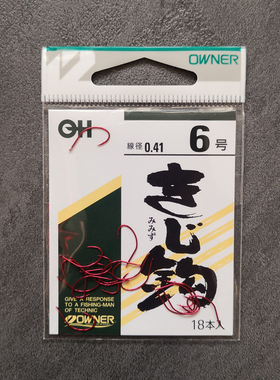 OWNER
OH
線径 0.41
6号
きじ鈎
みみず
GIVE A RESPONSE
TO A FISHING-MAN
OF TECHNIC
OWNER
18本入